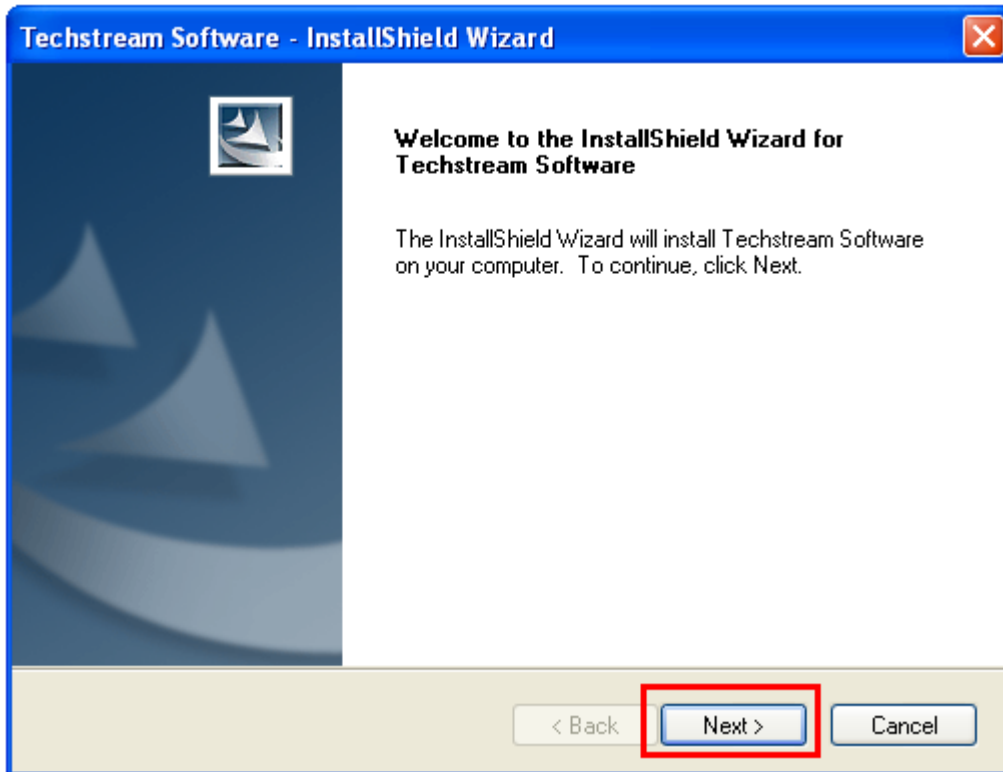 Techstream Software - InstallShield Wizard
Welcome to the InstallShield Wizard for
Techstream Software
The InstallShield Wizard will install Techstream Software
on your computer.  To continue, click Next.
< Back
Next >
Cancel